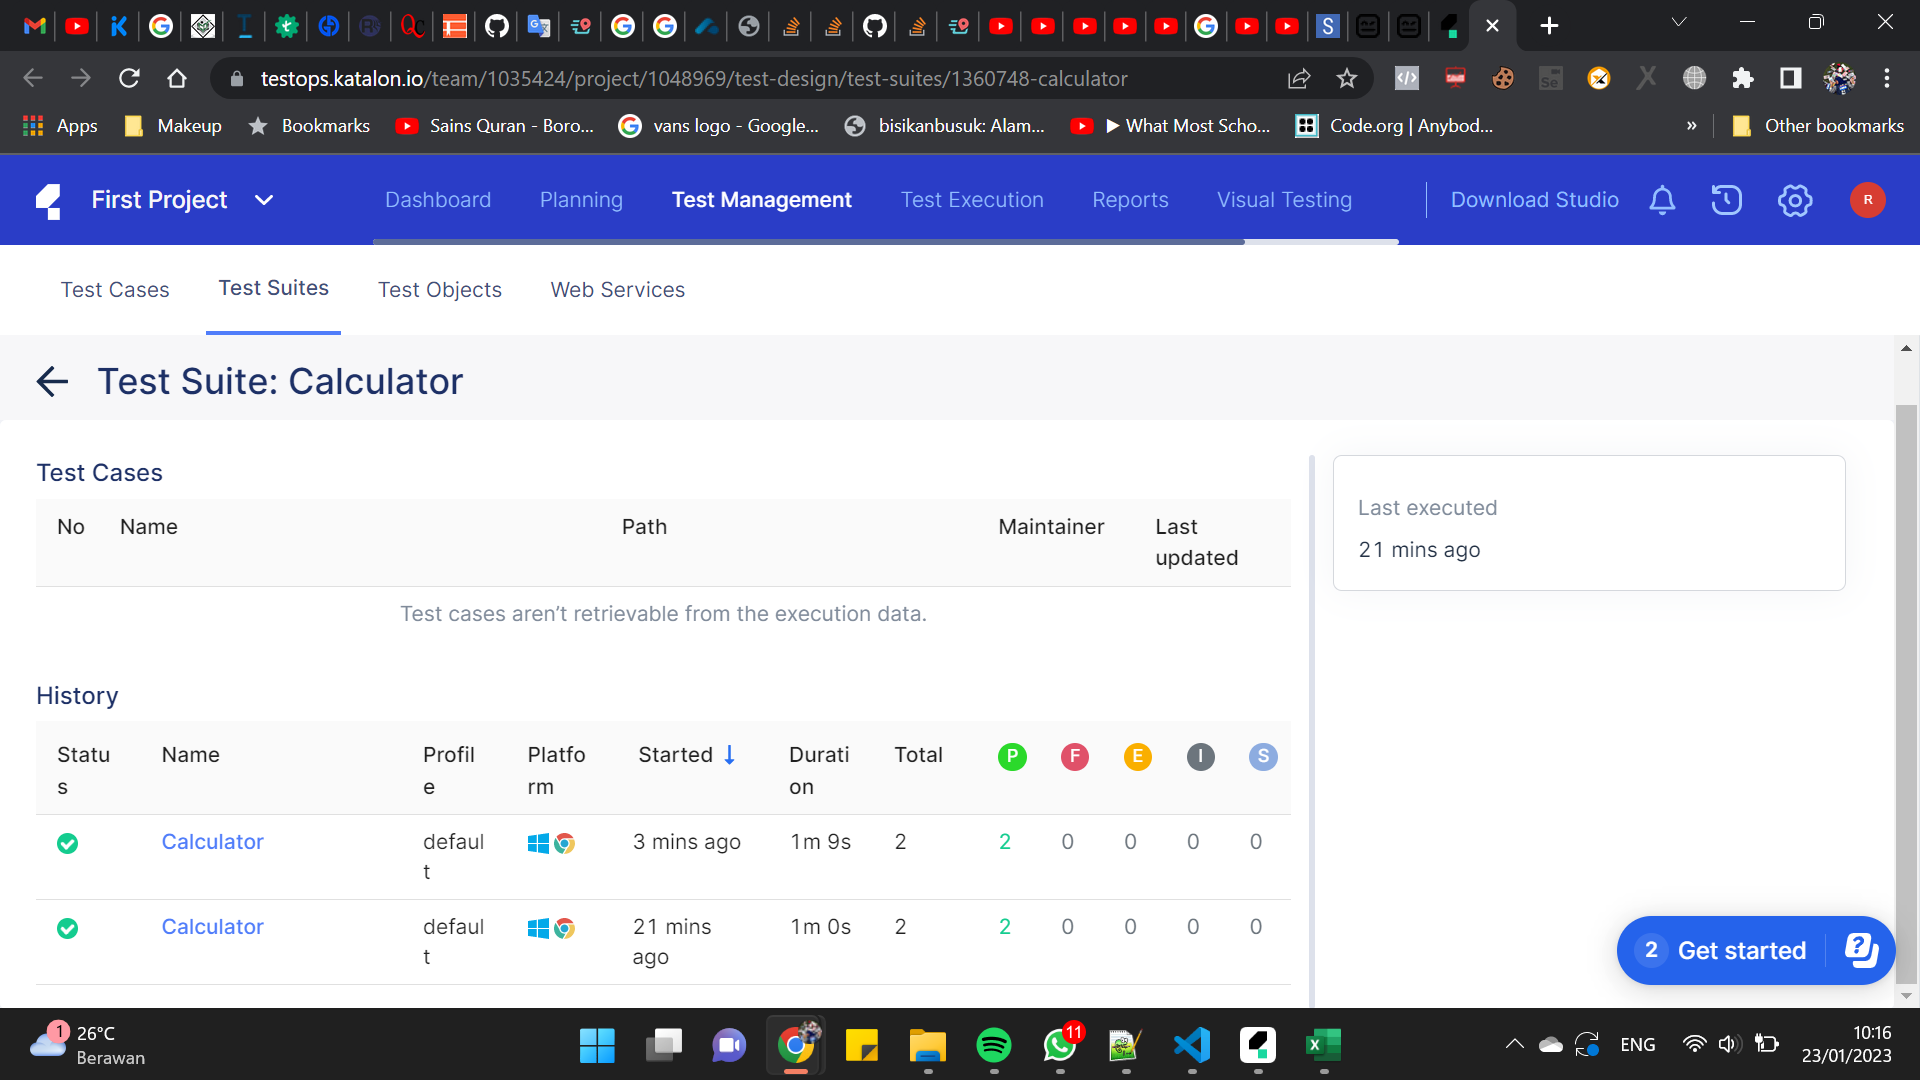 testops.katalon.io/team/1035424/project/1048969/test-design/test-suites/1360748-calculator
Apps
Makeup
Bookmarks
Sains Quran - Boro...
vans logo - Google...
bisikanbusuk: Alam...
▶ What Most Scho...
Code.org | Anybod...
»
Other bookmarks
First Project
Dashboard
Planning
Test Management
Test Execution
Reports
Visual Testing
Download Studio
R
Test Cases
Test Suites
Test Objects
Web Services
Test Suite: Calculator
Test Cases
No Name Path Maintainer Last
updated
Test cases aren’t retrievable from the execution data.
Last executed
21 mins ago
History
Statu Name Profil Platfo Started ↓ Durati Total P F E I S
s e rm on
Calculator defaul 3 mins ago 1m 9s 2 2 0 0 0 0
t
Calculator defaul 21 mins 1m 0s 2 2 0 0 0 0
t ago
2 Get started
1 26°C
Berawan
11
ENG
10:16
23/01/2023